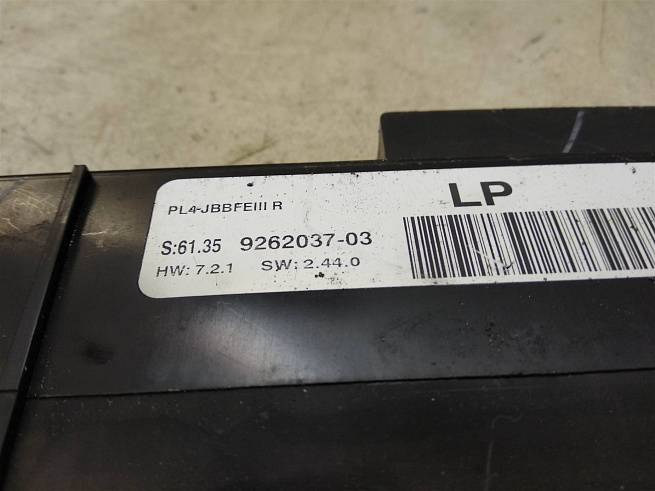 LP
PL4-JBBFEIII R
S:61.35 9262037-03
HW: 7.2.1 SW: 2.44.0